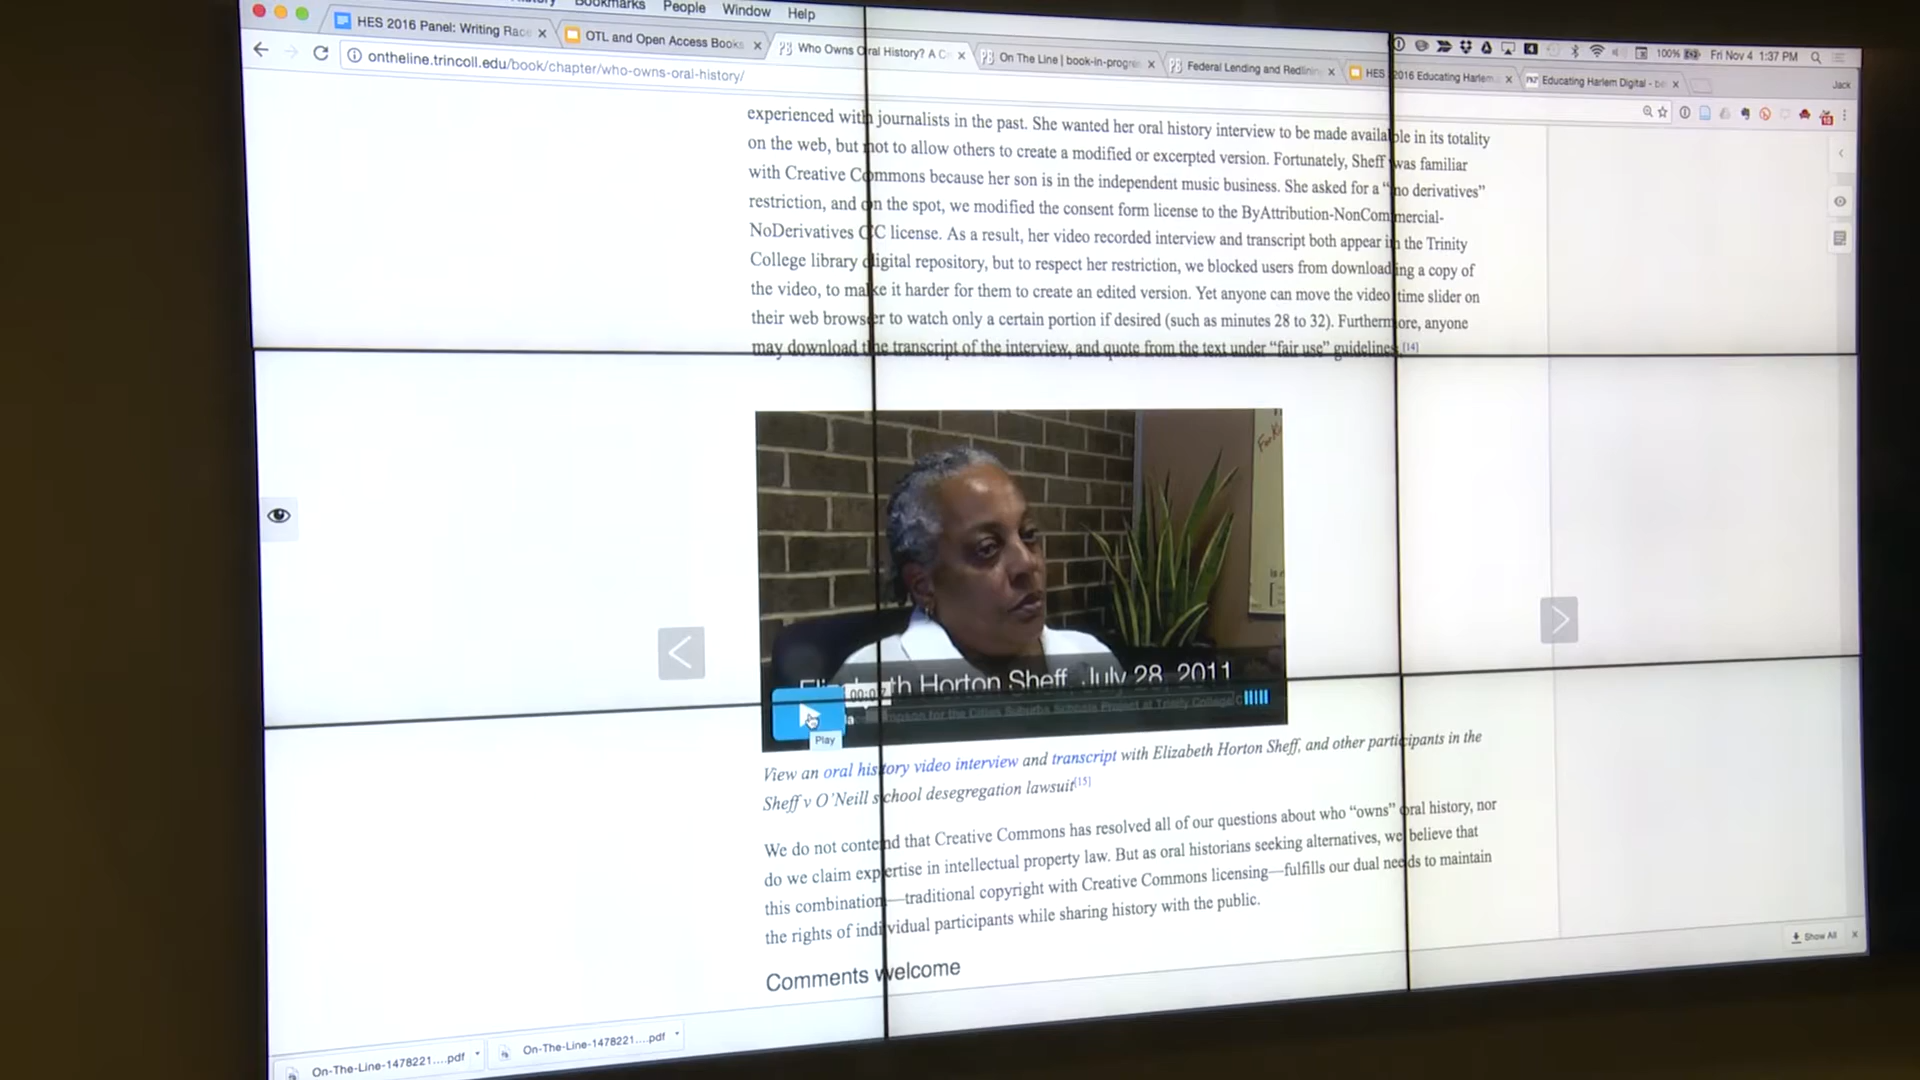 Bookmarks People Window Help
100% Fri Nov 4 1:37 PM
HES 2016 Panel: Writing Race
OTL and Open Access Books
Who Owns Oral History? A C
On The Line | book-in-progres
Federal Lending and Redlinin
HES 2016 Educating Harlem
Educating Harlem Digital
Jack
ontheline.trincoll.edu/book/chapter/who-owns-oral-history/
experienced with journalists in the past. She wanted her oral history interview to be made available in its totality
on the web, but not to allow others to create a modified or excerpted version. Fortunately, Sheff was familiar
with Creative Commons because her son is in the independent music business. She asked for a “no derivatives”
restriction, and on the spot, we modified the consent form license to the ByAttribution-NonCommercial-
NoDerivatives CC license. As a result, her video recorded interview and transcript both appear in the Trinity
College library digital repository, but to respect her restriction, we blocked users from downloading a copy of
the video, to make it harder for them to create an edited version. Yet anyone can move the video time slider on
their web browser to watch only a certain portion if desired (such as minutes 28 to 32). Furthermore, anyone
may download the transcript of the interview, and quote from the text under “fair use” guidelines.[14]
Elizabeth Horton Sheff, July 28, 2011
for the Cities Suburbs Schools Project at Trinity College
Play
View an oral history video interview and transcript with Elizabeth Horton Sheff, and other participants in the
Sheff v O’Neill school desegregation lawsuit[15]
We do not contend that Creative Commons has resolved all of our questions about who “owns” oral history, nor
do we claim expertise in intellectual property law. But as oral historians seeking alternatives, we believe that
this combination—traditional copyright with Creative Commons licensing—fulfills our dual needs to maintain
the rights of individual participants while sharing history with the public.
Comments welcome
Show All
On-The-Line-1478221....pdf
On-The-Line-1478221....pdf